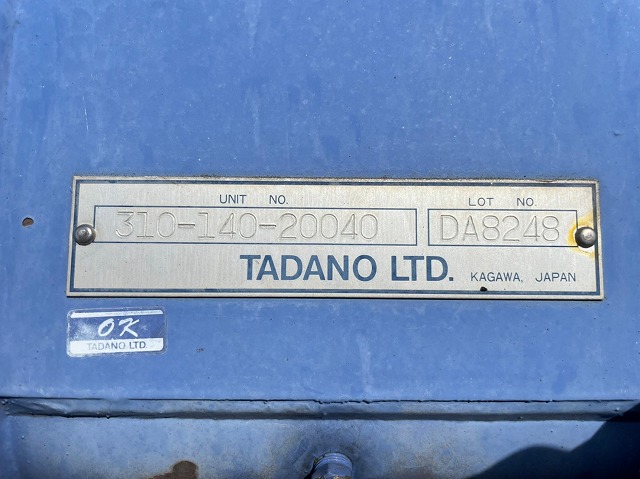 UNIT NO. LOT NO.
310-140-20040 DA8248
TADANO LTD. KAGAWA, JAPAN
OK
TADANO LTD.